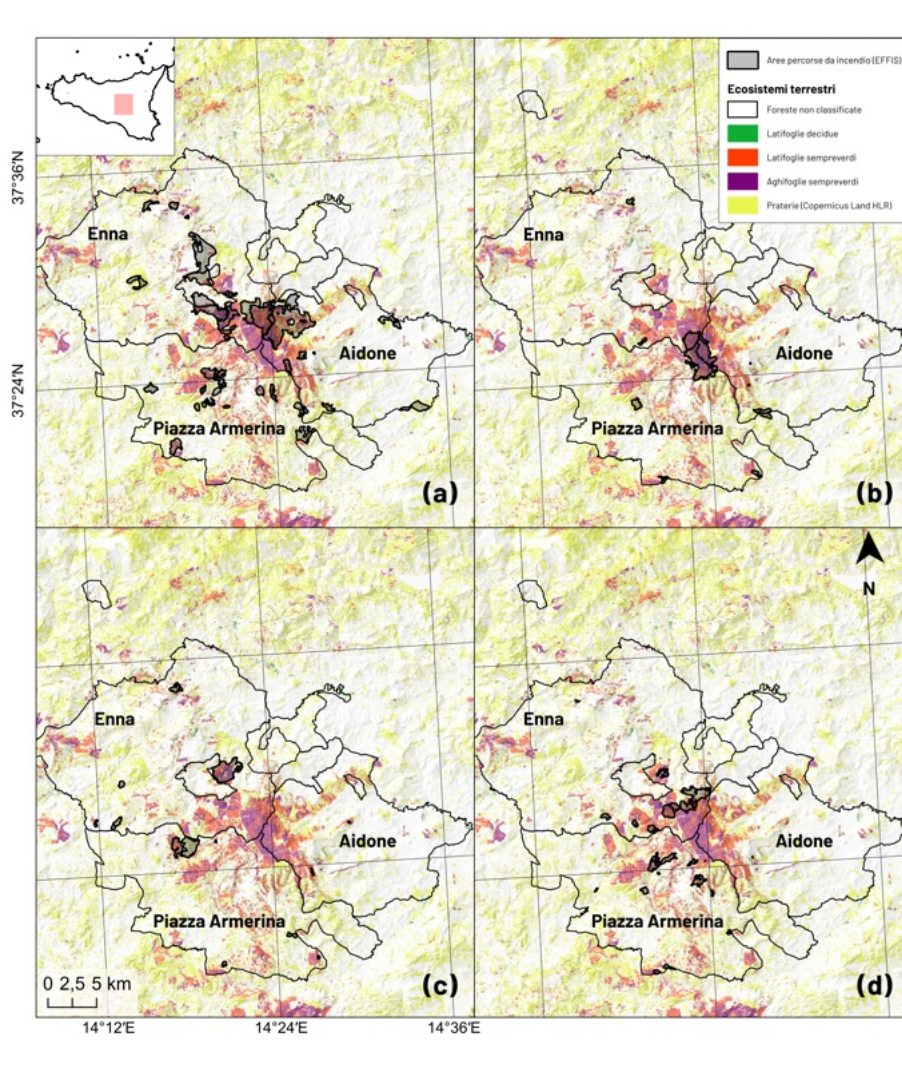 Aree percorse da incendio (EFFIS)
Ecosistemi terrestri
Foreste non classificate
Latifoglie decidue
Latifoglie sempreverdi
Aghifoglie sempreverdi
Praterie (Copernicus Land HLR)
37°36'N
37°24'N
Enna
Aidone
Piazza Armerina
(a)
Enna
Aidone
Piazza Armerina
(b)
Enna
Aidone
Piazza Armerina
(c)
0 2,5 5 km
N
Enna
Aidone
Piazza Armerina
(d)
14°12'E
14°24'E
14°36'E